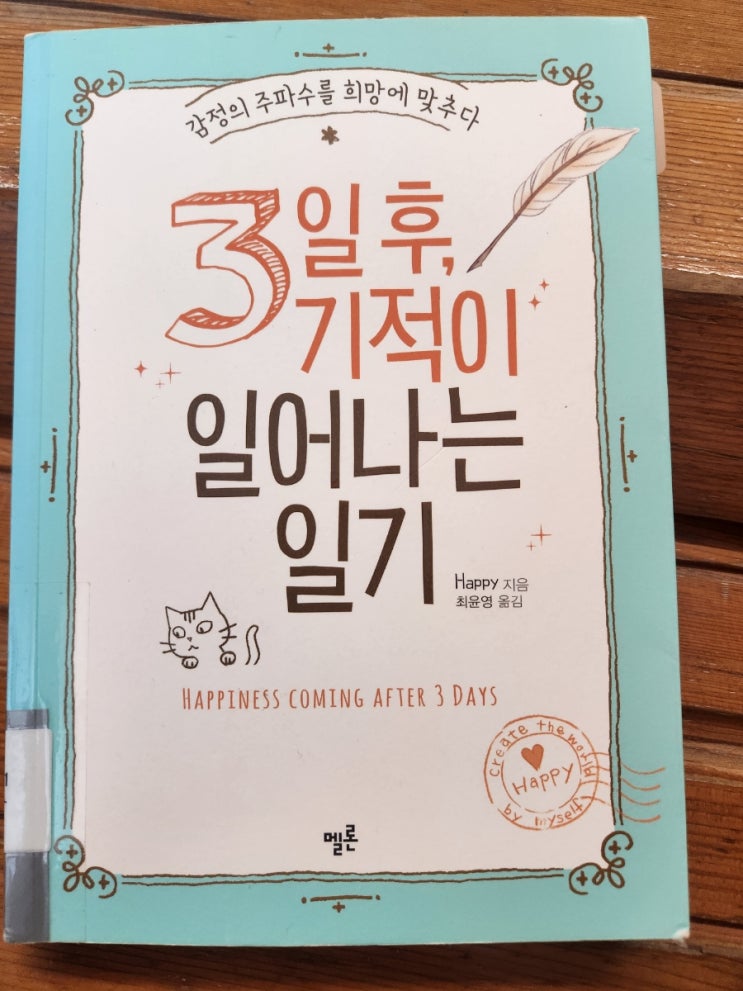 감정의 주파수를 희망에 맞추다
3일 후,
기적이
일어나는
일기
Happy 지음
최윤영 옮김
HAPPINESS COMING AFTER 3 DAYS
create the world
Happy
by myself
멜론